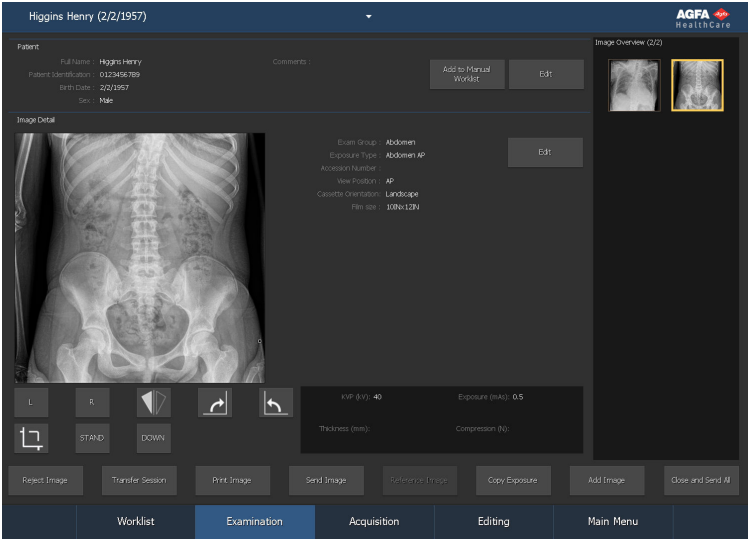 Higgins Henry (2/2/1957)
AGFA Agfa
HealthCare
Patient
Full Name : Higgins Henry
Comments :
Patient Identification : 0123456789
Birth Date : 2/2/1957
Sex : Male
Add to Manual
Worklist
Edit
Image Overview (2/2)
Image Detail
Exam Group : Abdomen
Exposure Type : Abdomen AP
Accession Number :
View Position : AP
Cassette Orientation: Landscape
Film size : 10INx12IN
Edit
L
R
STAND
DOWN
KVP (kV): 40
Exposure (mAs): 0.5
Thickness (mm):
Compression (N):
Reject Image
Transfer Session
Print Image
Send Image
Reference Image
Copy Exposure
Add Image
Close and Send All
Worklist
Examination
Acquisition
Editing
Main Menu